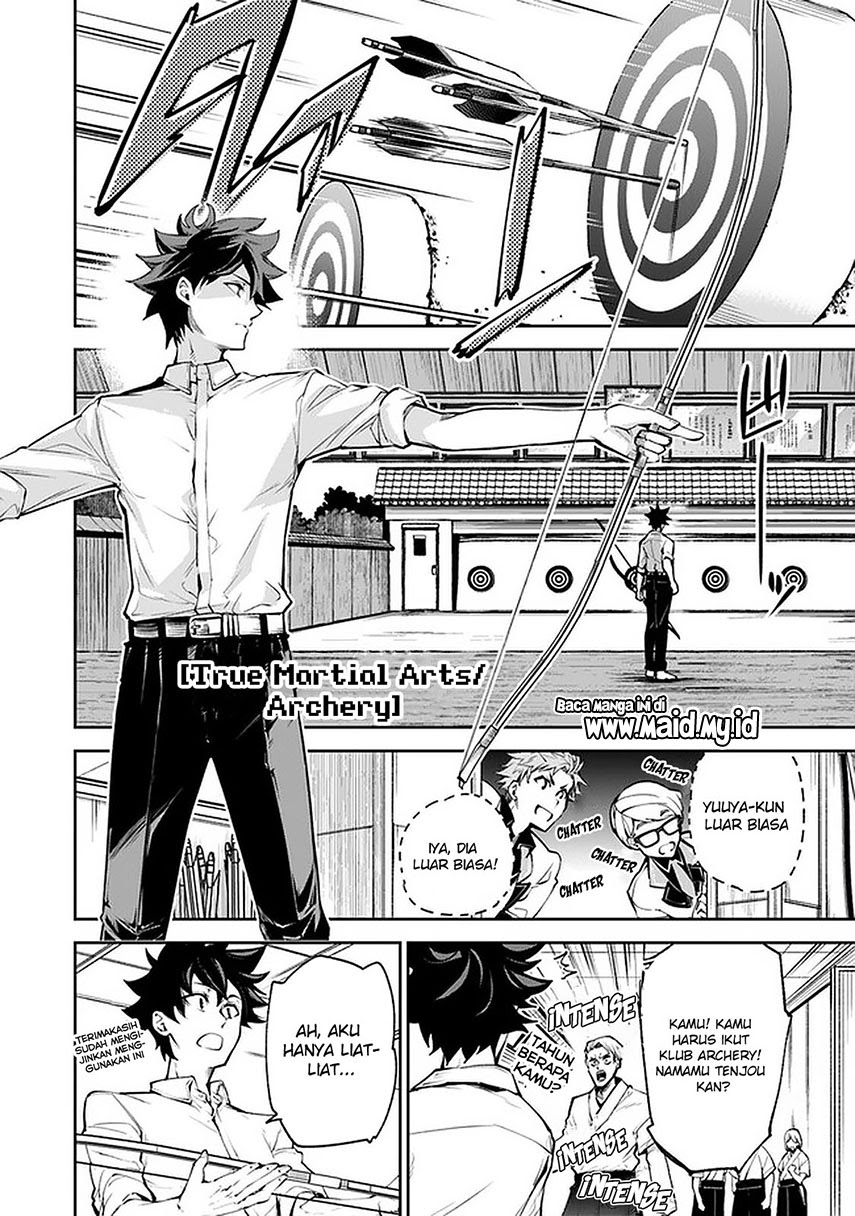 [True Martial Arts/
Archery]
Baca manga ini di
www.Maid.my.id
YUUYA-KUN
LUAR BIASA
CHATTER
CHATTER
CHATTER
CHATTER
IYA, DIA
LUAR BIASA!
KAMU! KAMU
HARUS IKUT
KLUB ARCHERY!
NAMAMU TENJOU
KAN?
INTENSE
TAHUN
BERAPA
KAMU?
INTENSE
INTENSE
AH, AKU
HANYA LIAT-
LIAT...
TERIMAKASIH
SUDAH MENGI-
JINKAN MENG-
GUNAKAN INI